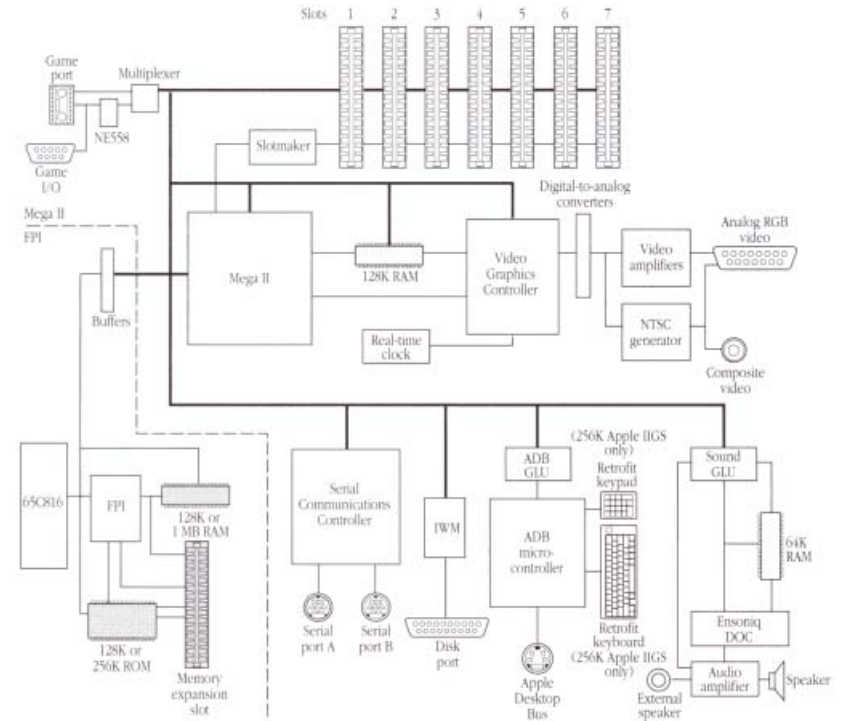 Slots 1 2 3 4 5 6 7
Game
port
Multiplexer
NE558
Game
I/O
Slotmaker
Mega II
FPI
Buffers
Mega II
128K RAM
Video
Graphics
Controller
Real-time
clock
Digital-to-analog
converters
Video
amplifiers
Analog RGB
video
NTSC
generator
Composite
video
65C816
FPI
128K or
1 MB RAM
128K or
256K ROM
Memory
expansion
slot
Serial
Communications
Controller
Serial
port A
Serial
port B
IWM
Disk
port
ADB
GLU
ADB
micro-
controller
Apple
Desktop
Bus
(256K Apple IIGS
only)
Retrofit
keypad
Retrofit
keyboard
(256K Apple IIGS
only)
Sound
GLU
64K
RAM
Ensoniq
DOC
Audio
amplifier
Speaker
External
speaker